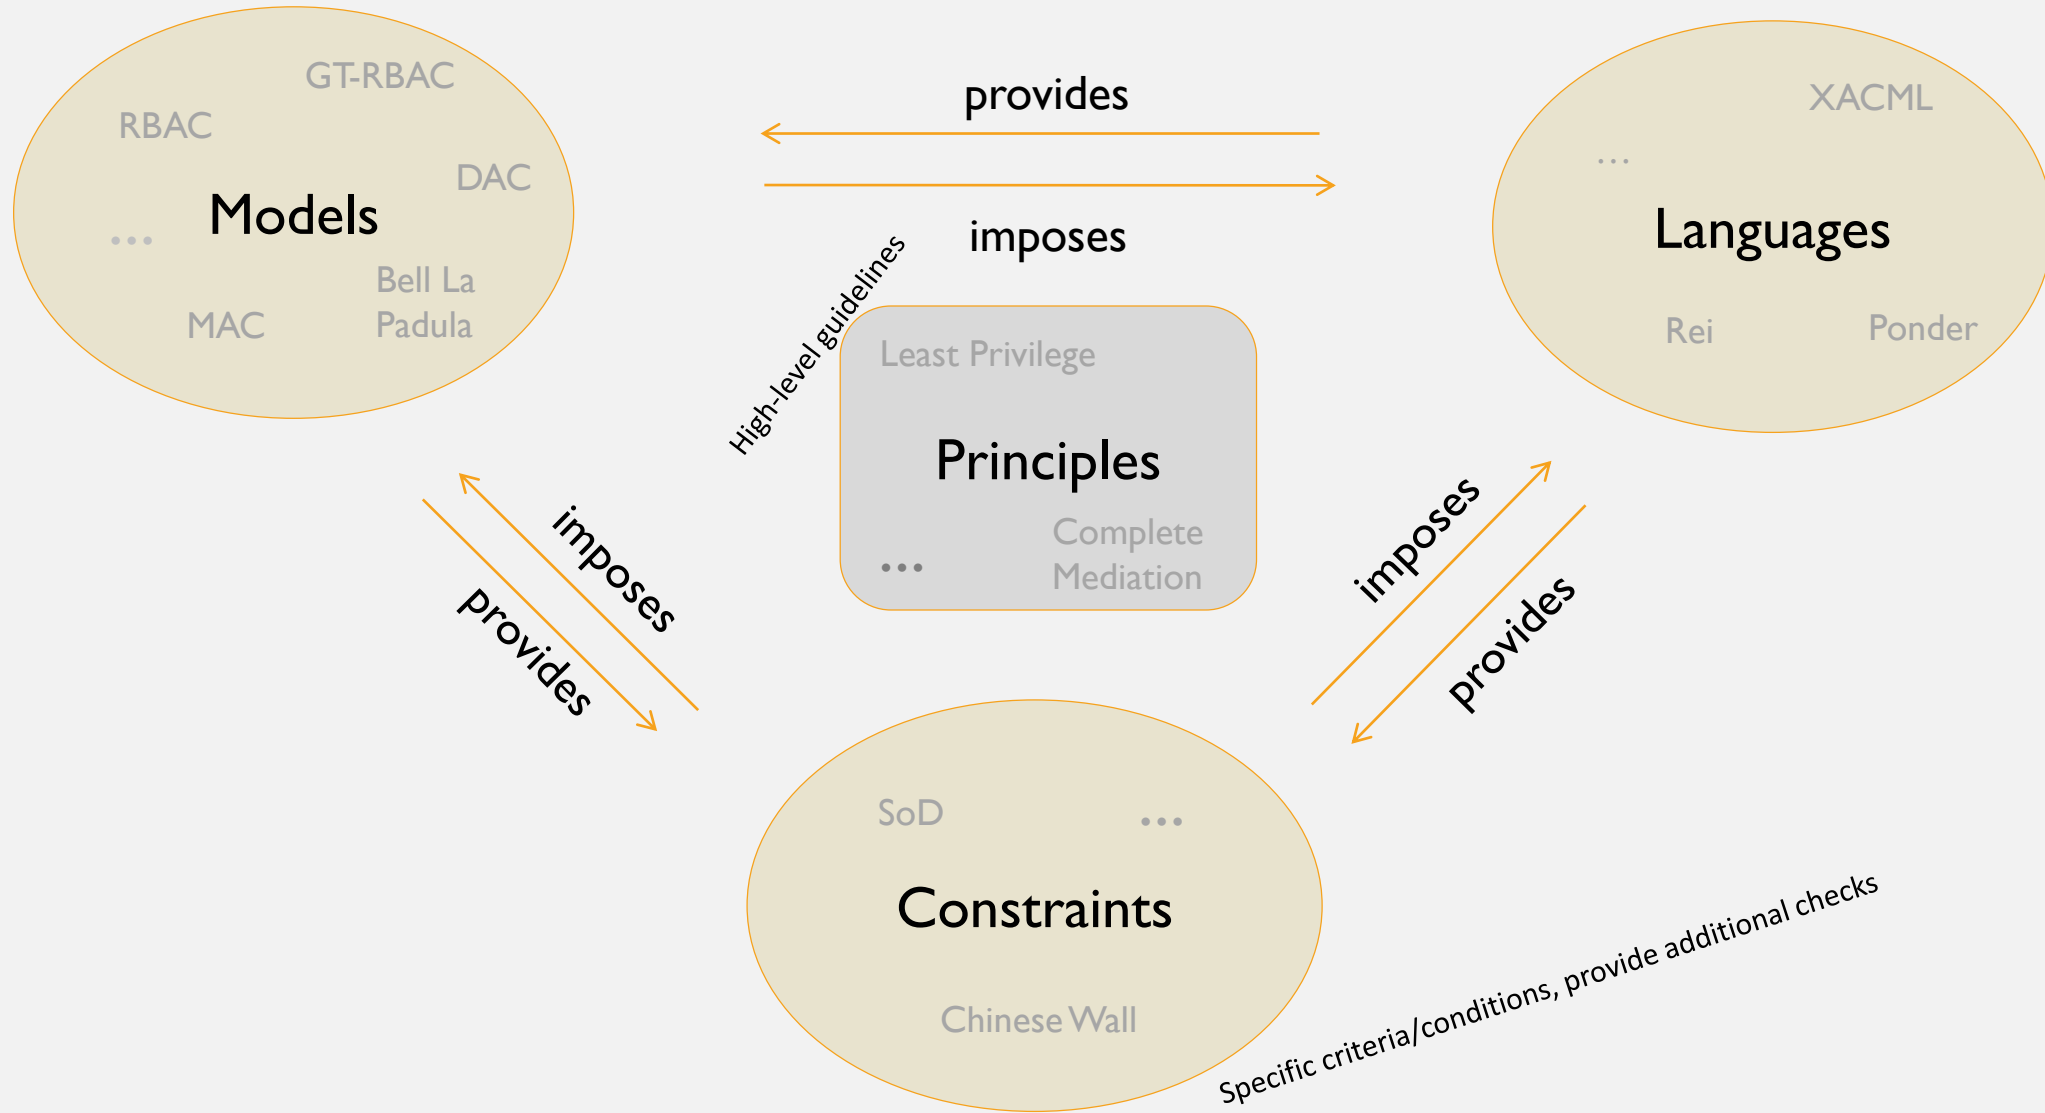 GT-RBAC
RBAC
DAC
Models
...
Bell La
Padula
MAC
provides
imposes
XACML
...
Languages
Rei
Ponder
High-level guidelines
Least Privilege
Principles
Complete
Mediation
...
imposes
provides
imposes
provides
SoD
...
Constraints
Chinese Wall
Specific criteria/conditions, provide additional checks